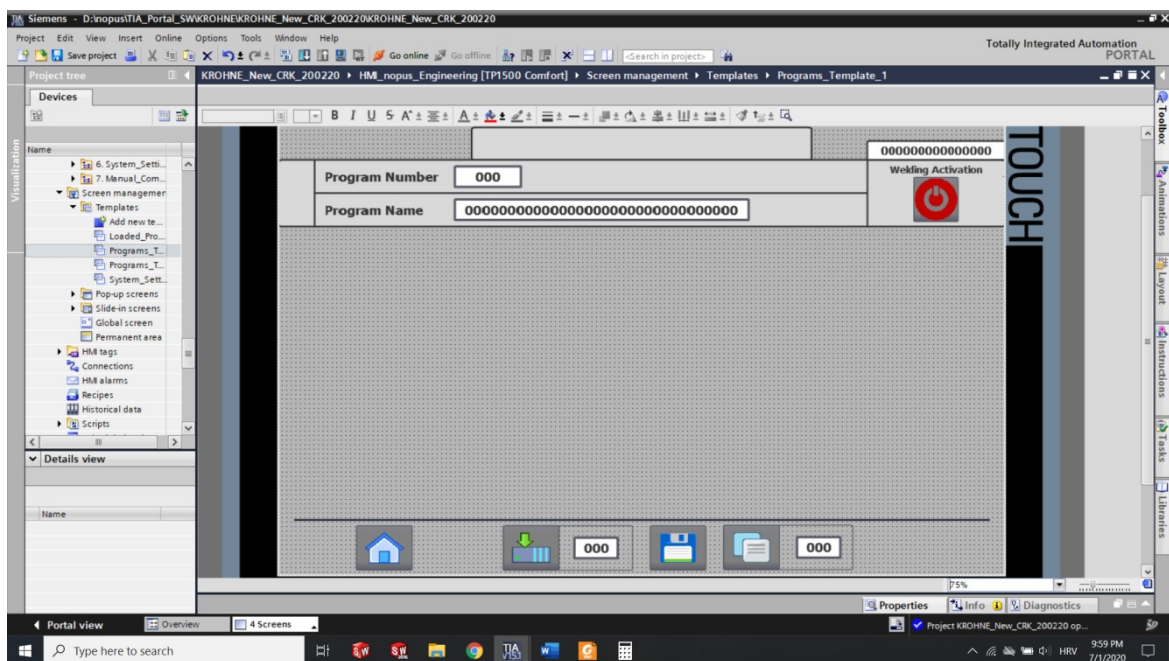 Siemens - D:\nopus\TIA_Portal_SW\KROHNE\KROHNE_New_CRK_200220\KROHNE_New_CRK_200220
Project Edit View Insert Online Options Tools Window Help
Totally Integrated Automation
PORTAL
Save project
Go online
Go offline
<Search in project>
Project tree
KROHNE_New_CRK_200220 ▸ HMI_nopus_Engineering [TP1500 Comfort] ▸ Screen management ▸ Templates ▸ Programs_Template_1
Devices
B I U S A
Name
6. System_Setti...
7. Manual_Com...
Screen managemer
Templates
Add new te...
Loaded_Pro...
Programs_T...
Programs_T...
System_Sett...
Pop-up screens
Slide-in screens
Global screen
Permanent area
HMI tags
Connections
HMI alarms
Recipes
Historical data
Scripts
Details view
Name
Visualization
000000000000000
Program Number 000
Welding Activation
Program Name 00000000000000000000000000000000
TOUCH
000
000
Toolbox
Animations
Layout
Instructions
Tasks
Libraries
75%
Properties Info Diagnostics
Portal view Overview 4 Screens
Project KROHNE_New_CRK_200220 op...
Type here to search
HRV
9:59 PM
7/1/2020